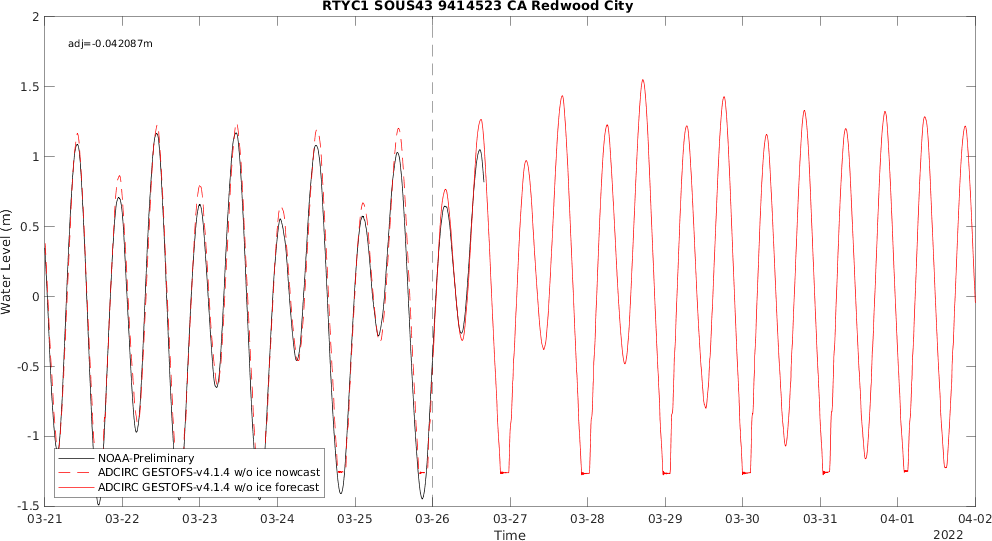 RTYC1 SOUS43 9414523 CA Redwood City
adj=-0.042087m
Water Level (m)
2
1.5
1
0.5
0
-0.5
-1
-1.5
NOAA-Preliminary
ADCIRC GESTOFS-v4.1.4 w/o ice nowcast
ADCIRC GESTOFS-v4.1.4 w/o ice forecast
03-21 03-22 03-23 03-24 03-25 03-26 03-27 03-28 03-29 03-30 03-31 04-01 04-02
Time
2022